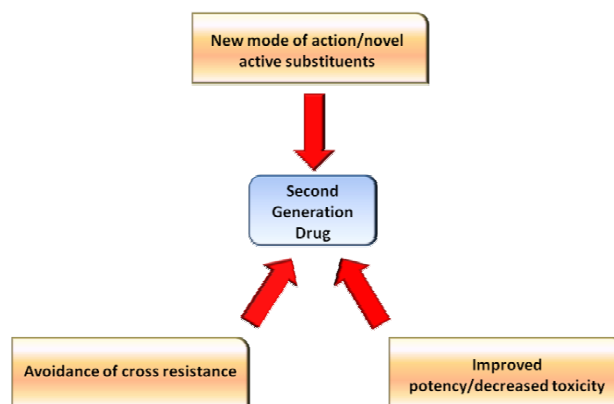 New mode of action/novel
active substituents
Second
Generation
Drug
Avoidance of cross resistance
Improved
potency/decreased toxicity